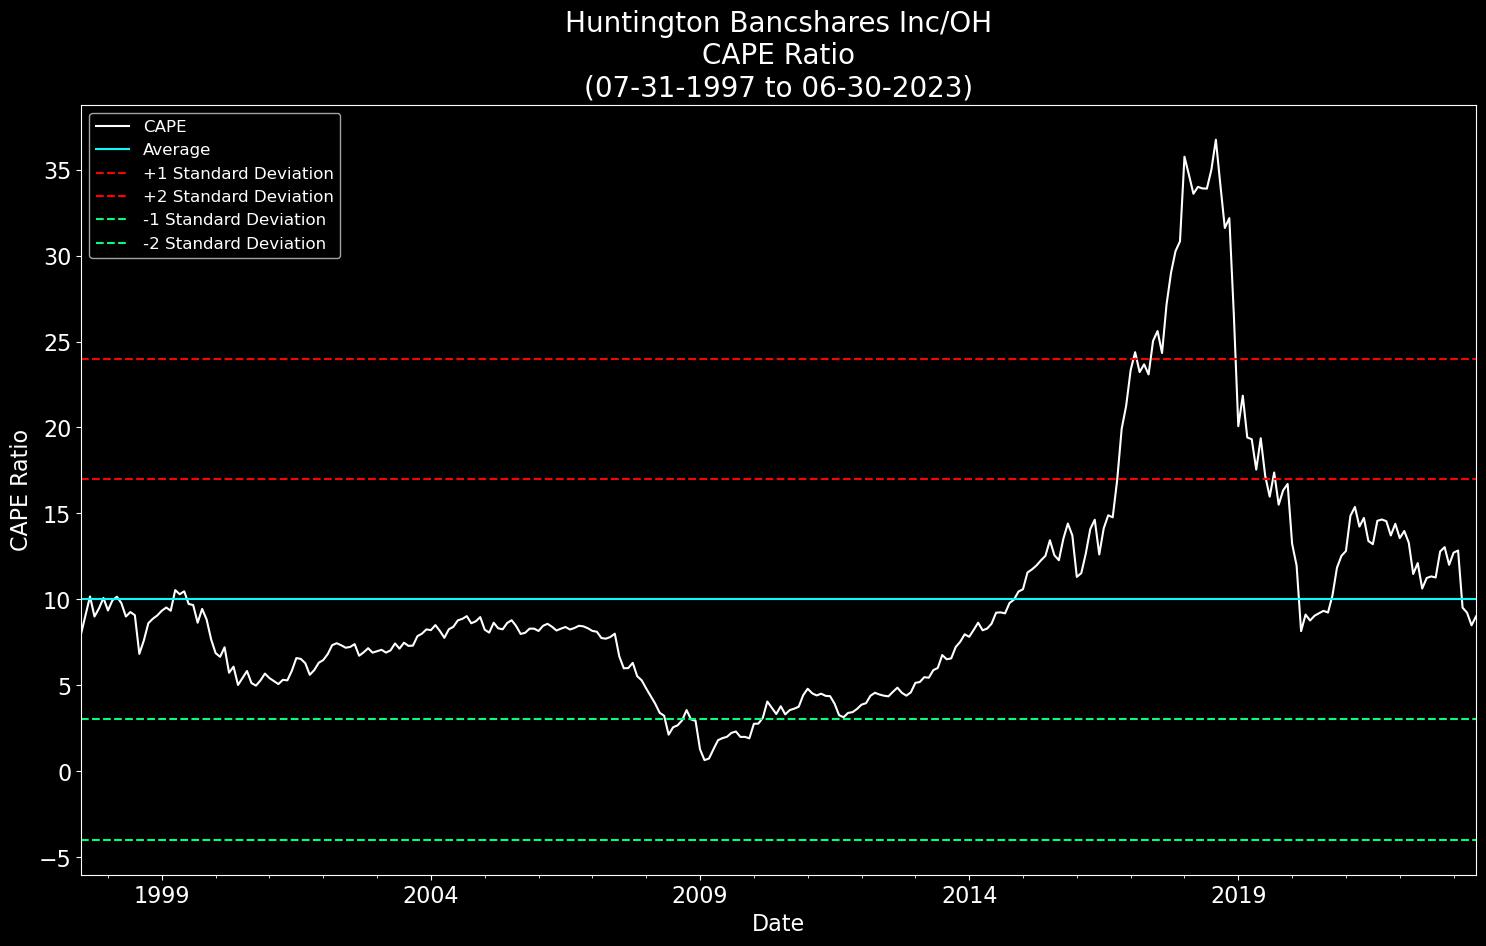 Huntington Bancshares Inc/OH
CAPE Ratio
(07-31-1997 to 06-30-2023)
CAPE
Average
+1 Standard Deviation
+2 Standard Deviation
-1 Standard Deviation
-2 Standard Deviation
CAPE Ratio
35
30
25
20
15
10
5
0
−5
1999 2004 2009 2014 2019
Date